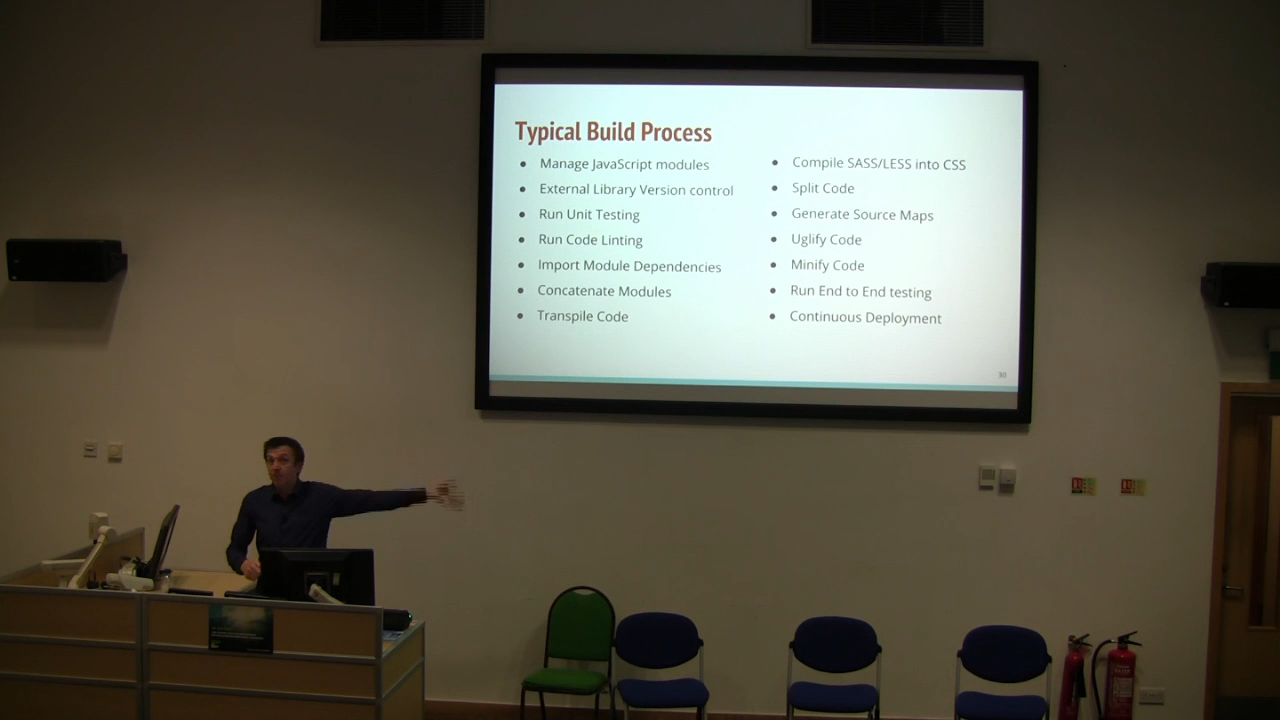 Typical Build Process
Manage JavaScript modules
External Library Version control
Run Unit Testing
Run Code Linting
Import Module Dependencies
Concatenate Modules
Transpile Code
Compile SASS/LESS into CSS
Split Code
Generate Source Maps
Uglify Code
Minify Code
Run End to End testing
Continuous Deployment
30